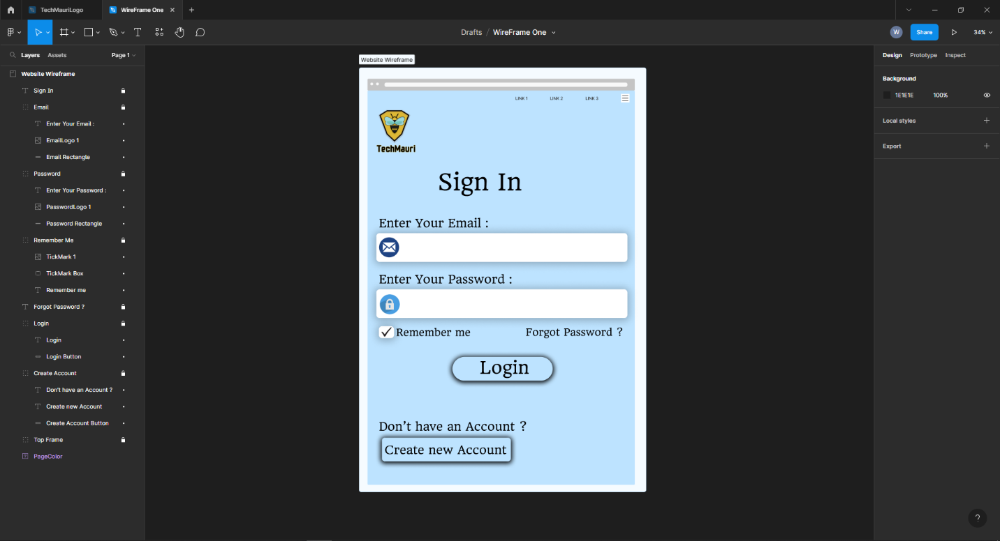 TechMauriLogo
WireFrame One
Drafts / WireFrame One
W
Share
34%
Layers
Assets
Page 1
Website Wireframe
Sign In
Email
Enter Your Email :
EmailLogo 1
Email Rectangle
Password
Enter Your Password :
PasswordLogo 1
Password Rectangle
Remember Me
TickMark 1
TickMark Box
Remember me
Forgot Password ?
Login
Login
Login Button
Create Account
Don't have an Account ?
Create new Account
Create Account Button
Top Frame
PageColor
Website Wireframe
LINK 1
LINK 2
LINK 3
TechMauri
Sign In
Enter Your Email :
Enter Your Password :
Remember me
Forgot Password ?
Login
Don't have an Account ?
Create new Account
Design
Prototype
Inspect
Background
1E1E1E
100%
Local styles
Export
?